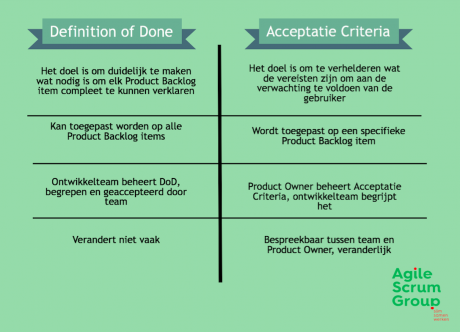 Definition of Done
Acceptatie Criteria
Het doel is om duidelijk te maken
wat nodig is om elk Product Backlog
item compleet te kunnen verklaren
Het doel is om te verhelderen wat
de vereisten zijn om aan de
verwachting te voldoen van de
gebruiker
Kan toegepast worden op alle
Product Backlog items
Wordt toegepast op een specifieke
Product Backlog item
Ontwikkelteam beheert DoD,
begrepen en geaccepteerd door
team
Product Owner beheert Acceptatie
Criteria, ontwikkelteam begrijpt
het
Verandert niet vaak
Bespreekbaar tussen team en
Product Owner, veranderlijk
Agile
Scrum
Group